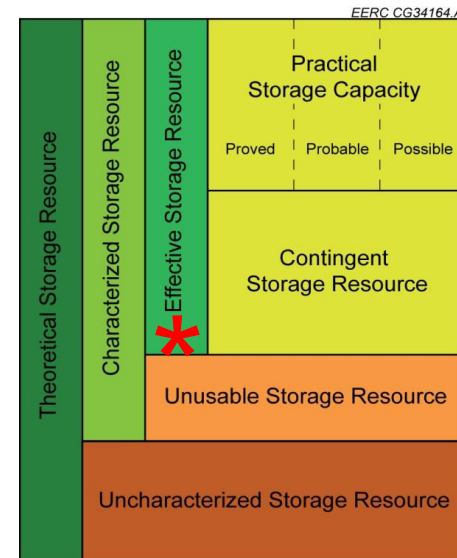 EERC CG34164.A
Theoretical Storage Resource
Characterized Storage Resource
Effective Storage Resource
Practical
Storage Capacity
Proved
Probable
Possible
Contingent
Storage Resource
*
Unusable Storage Resource
Uncharacterized Storage Resource